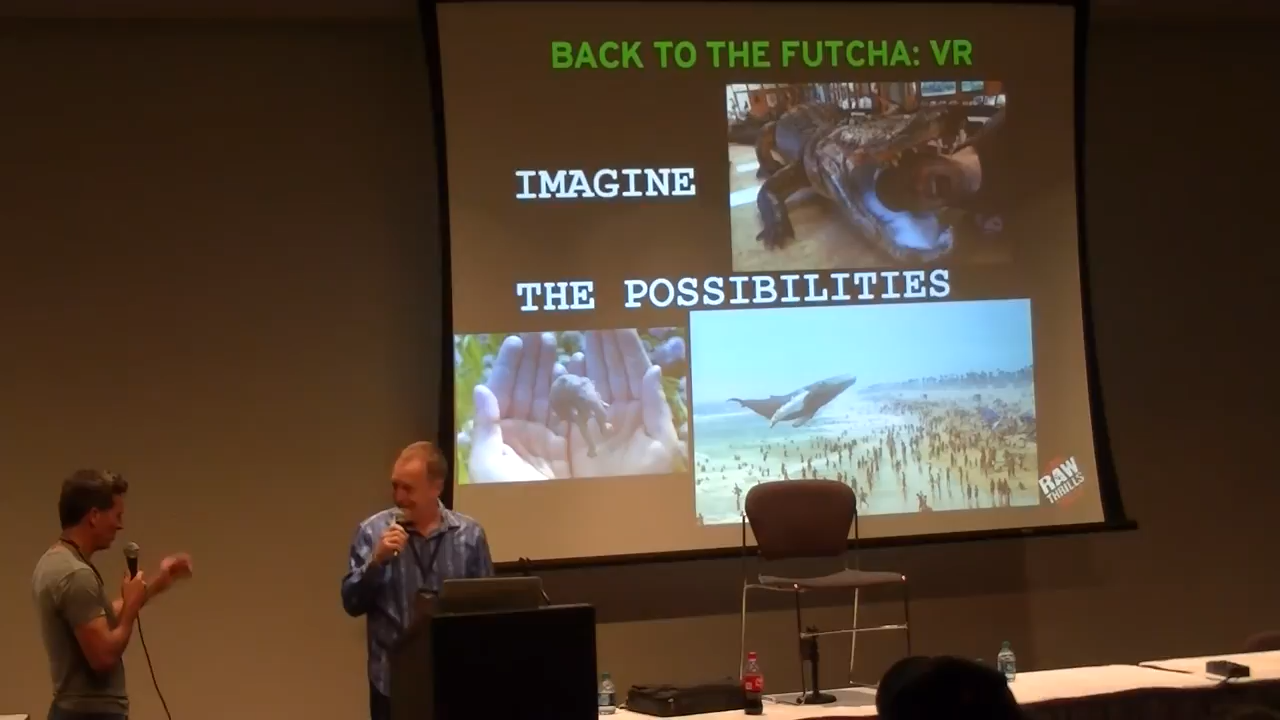 BACK TO THE FUTCHA: VR
IMAGINE
THE POSSIBILITIES
RAW
THRILLS